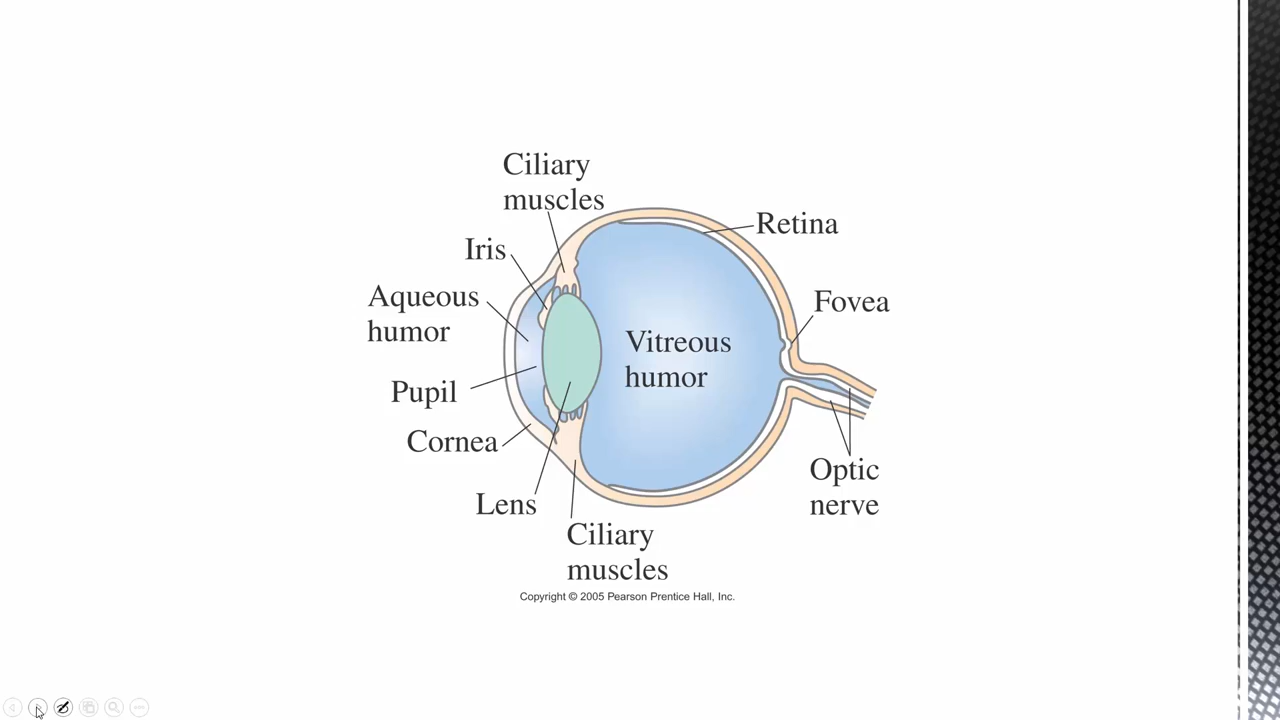 Ciliary
muscles
Iris
Retina
Aqueous
humor
Fovea
Vitreous
humor
Pupil
Cornea
Lens
Optic
nerve
Ciliary
muscles
Copyright © 2005 Pearson Prentice Hall, Inc.